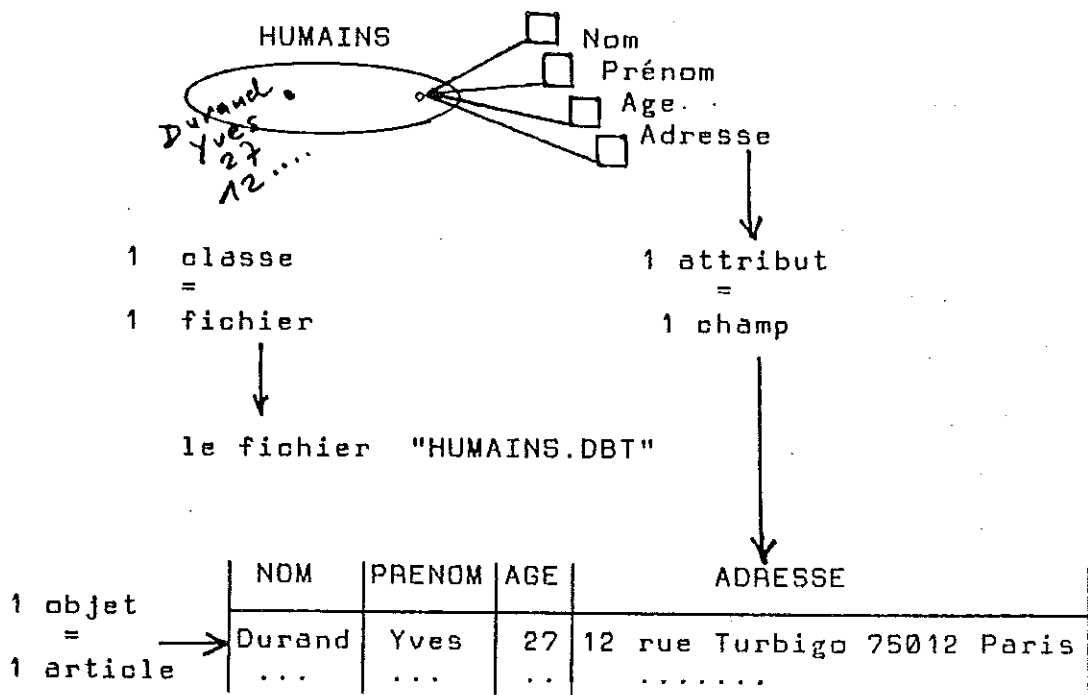 HUMAINS
Nom
Prénom
Age..
Adresse
Durand
Yves
27
12....
1 classe
=
1 fichier
1 attribut
=
1 champ
le fichier "HUMAINS.DBT"
NOM PRENOM AGE ADRESSE
1 objet
=
1 article
Durand Yves 27 12 rue Turbigo 75012 Paris
... ... .. .......